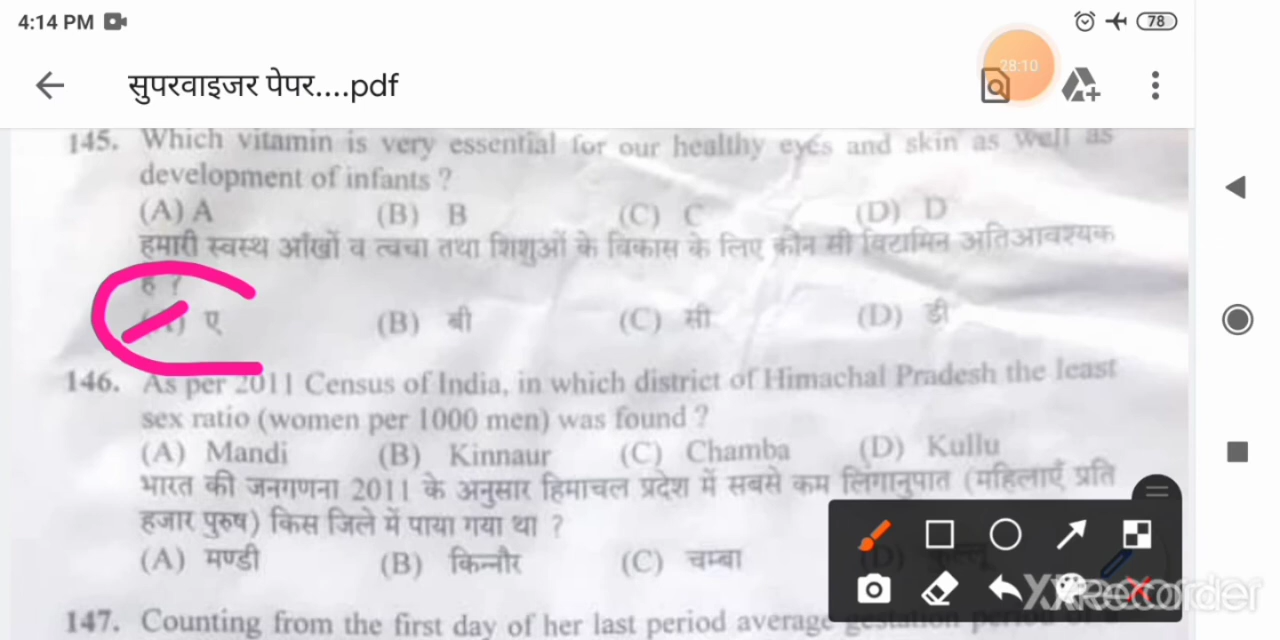 4:14 PM
78
28:10
सुपरवाइजर पेपर....pdf
145. Which vitamin is very essential for our healthy eyes and skin as well as
development of infants ?
(A) A (B) B (C) C (D) D
हमारी स्वस्थ आँखों व त्वचा तथा शिशुओं के विकास के लिए कौन सी विटामिन अतिआवश्यक
है ?
(A) ए (B) बी (C) सी (D) डी
146. As per 2011 Census of India, in which district of Himachal Pradesh the least
sex ratio (women per 1000 men) was found ?
(A) Mandi (B) Kinnaur (C) Chamba (D) Kullu
भारत की जनगणना 2011 के अनुसार हिमाचल प्रदेश में सबसे कम लिंगानुपात (महिलाएँ प्रति
हजार पुरुष) किस जिले में पाया गया था ?
(A) मण्डी (B) किन्नौर (C) चम्बा (D) कुल्लू
XRecorder
147. Counting from the first day of her last period average gestation period of a